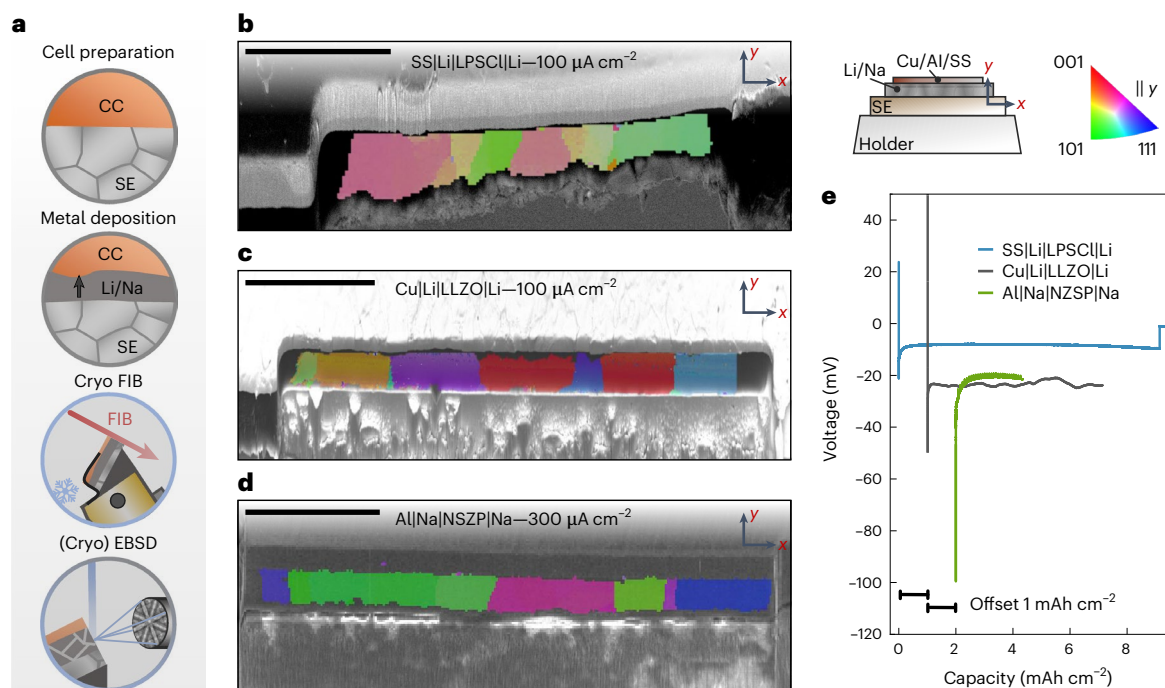 a
Cell preparation
CC
SE
Metal deposition
CC
Li/Na
SE
Cryo FIB
FIB
(Cryo) EBSD
b
SS|Li|LPSCl|Li—100 µA cm⁻²
y
x
c
Cu|Li|LLZO|Li—100 µA cm⁻²
y
x
d
Al|Na|NSZP|Na—300 µA cm⁻²
y
x
Cu/Al/SS
Li/Na
y
SE
x
Holder
001
|| y
101
111
e
40
20
0
−20
−40
−60
−80
−100
−120
Voltage (mV)
SS|Li|LPSCl|Li
Cu|Li|LLZO|Li
Al|Na|NZSP|Na
Offset 1 mAh cm⁻²
0
2
4
6
8
Capacity (mAh cm⁻²)